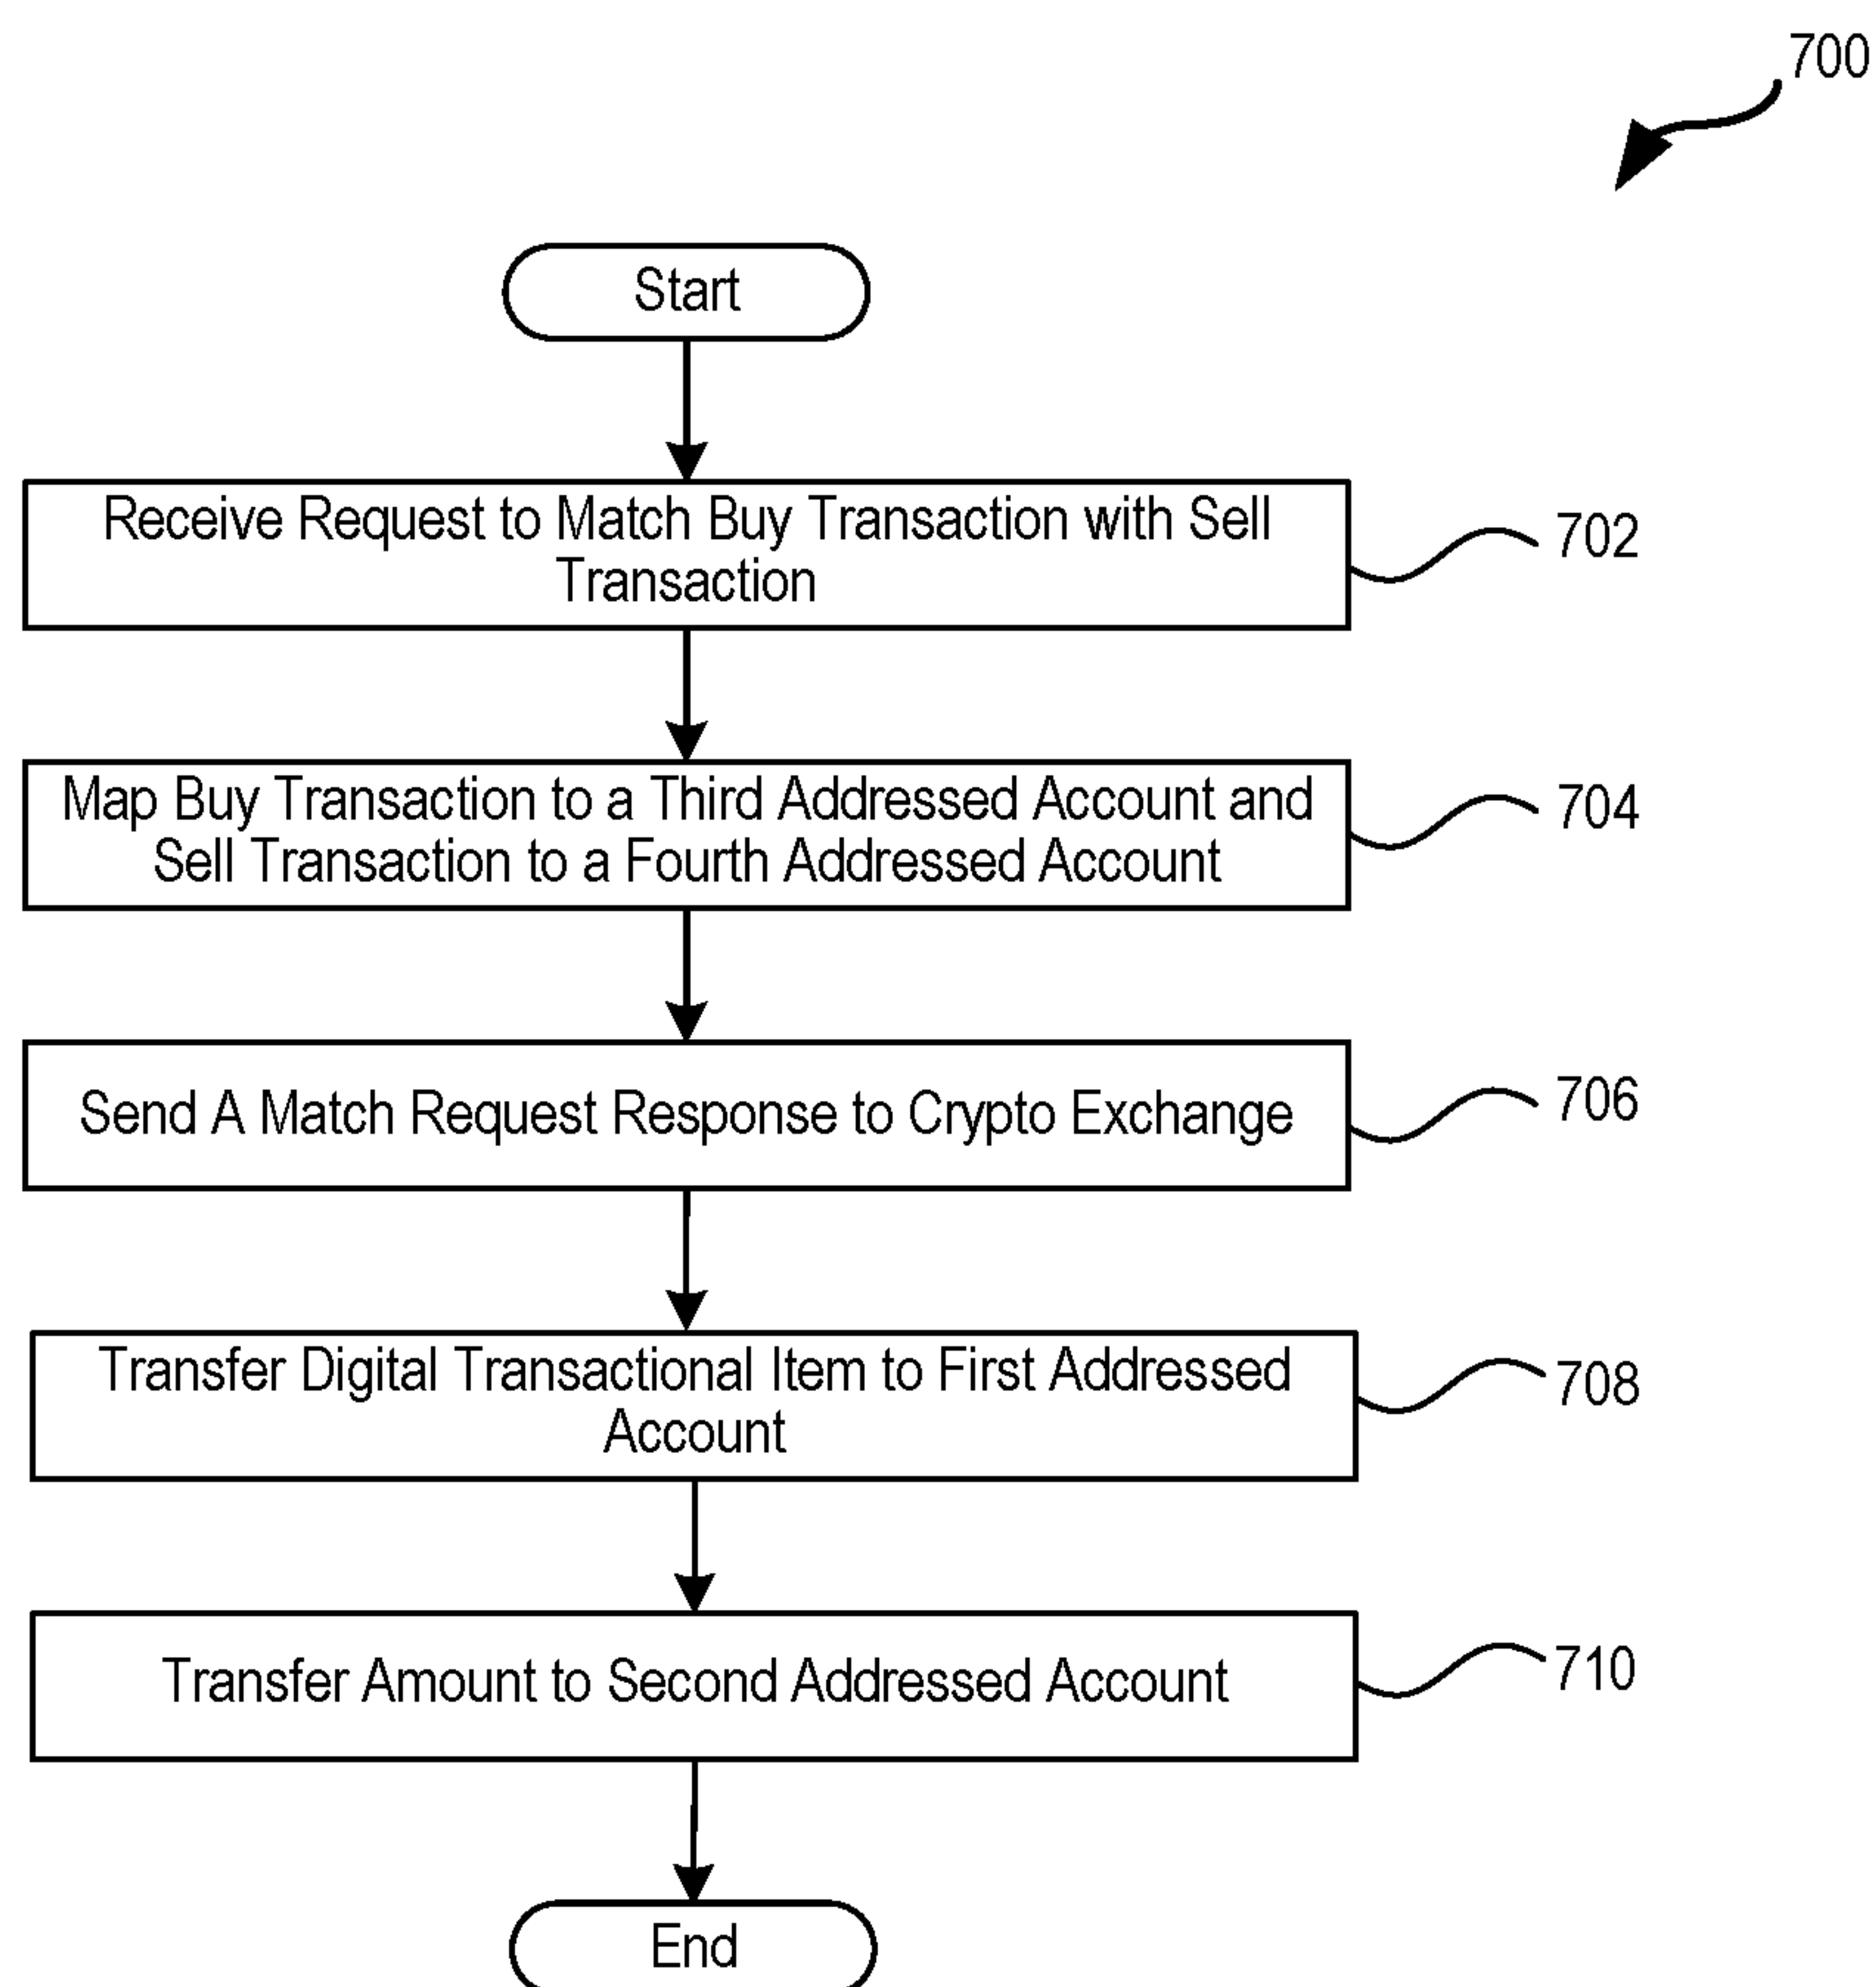 700
Start
Receive Request to Match Buy Transaction with Sell
Transaction
702
Map Buy Transaction to a Third Addressed Account and
Sell Transaction to a Fourth Addressed Account
704
Send A Match Request Response to Crypto Exchange
706
Transfer Digital Transactional Item to First Addressed
Account
708
Transfer Amount to Second Addressed Account
710
End